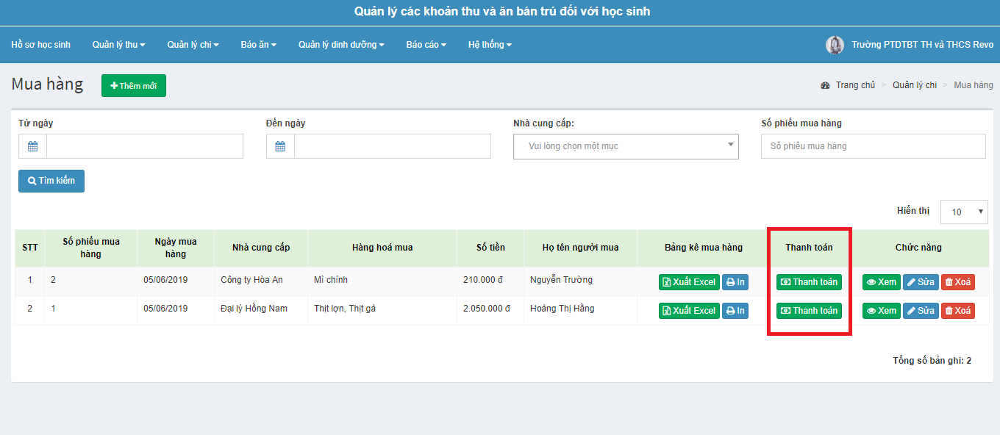 Quản lý các khoản thu và ăn bán trú đối với học sinh
Hồ sơ học sinh Quản lý thu Quản lý chi Báo ăn Quản lý dinh dưỡng Báo cáo Hệ thống Trường PTDTBT TH và THCS Revo
Mua hàng Thêm mới Trang chủ > Quản lý chi > Mua hàng
Từ ngày Đến ngày Nhà cung cấp: Số phiếu mua hàng
Vui lòng chọn một mục Số phiếu mua hàng
Tìm kiếm
Hiển thị 10
STT Số phiếu mua hàng Ngày mua hàng Nhà cung cấp Hàng hoá mua Số tiền Họ tên người mua Bảng kê mua hàng Thanh toán Chức năng
1 2 05/06/2019 Công ty Hòa An Mì chính 210.000 đ Nguyễn Trường Xuất Excel In Thanh toán Xem Sửa Xoá
2 1 05/06/2019 Đại lý Hồng Nam Thịt lợn, Thịt gà 2.050.000 đ Hoàng Thị Hằng Xuất Excel In Thanh toán Xem Sửa Xoá
Tổng số bản ghi: 2